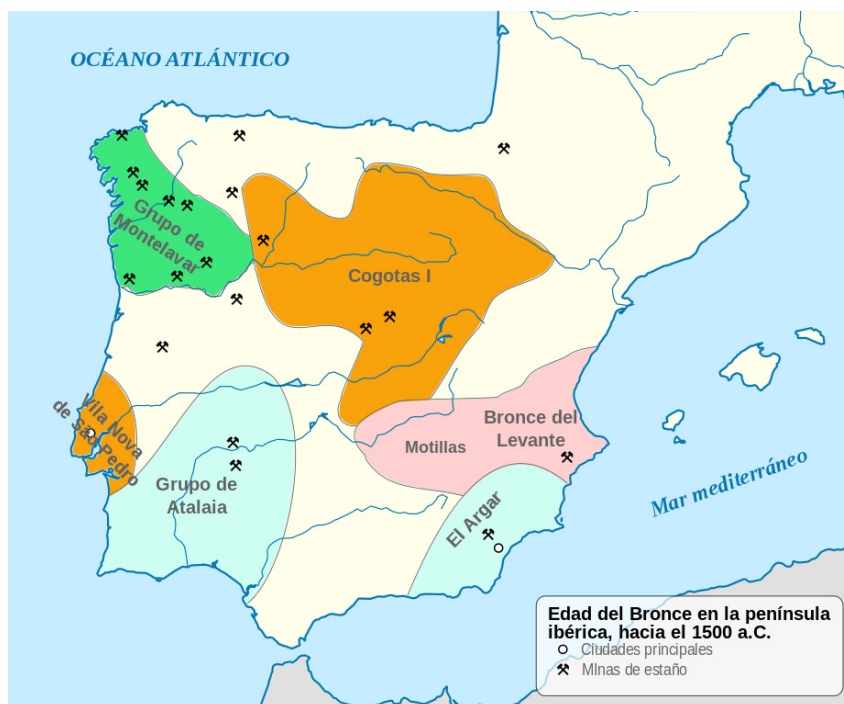 OCÉANO ATLÁNTICO
Grupo de
Montelavar
Cogotas I
Vila Nova
de São Pedro
Bronce del
Levante
Motillas
Grupo de
Atalaia
El Argar
Mar mediterráneo
Edad del Bronce en la península
ibérica, hacia el 1500 a.C.
Ciudades principales
MInas de estaño